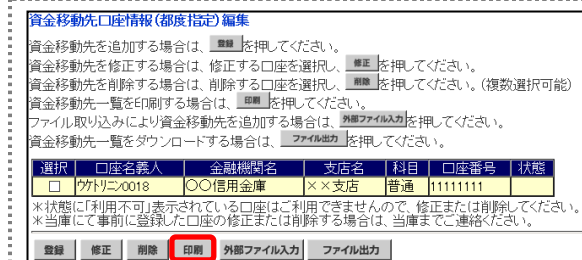 資金移動先口座情報(都度指定)編集
資金移動先を追加する場合は、 登録 を押してください。
資金移動先を修正する場合は、修正する口座を選択し、 修正 を押してください。
資金移動先を削除する場合は、削除する口座を選択し、 削除 を押してください。(複数選択可能)
資金移動先一覧を印刷する場合は、 印刷 を押してください。
ファイル取り込みにより資金移動先を追加する場合は、 外部ファイル入力 を押してください。
資金移動先一覧をダウンロードする場合は、 ファイル出力 を押してください。
選択 口座名義人 金融機関名 支店名 科目 口座番号 状態
ウケトリニン0018 〇〇信用金庫 ××支店 普通 11111111
*状態に「利用不可」表示されている口座はご利用できませんので、修正または削除してください。
*当庫にて事前に登録した口座の修正または削除する場合は、当庫までご連絡ください。
登録 修正 削除 印刷 外部ファイル入力 ファイル出力